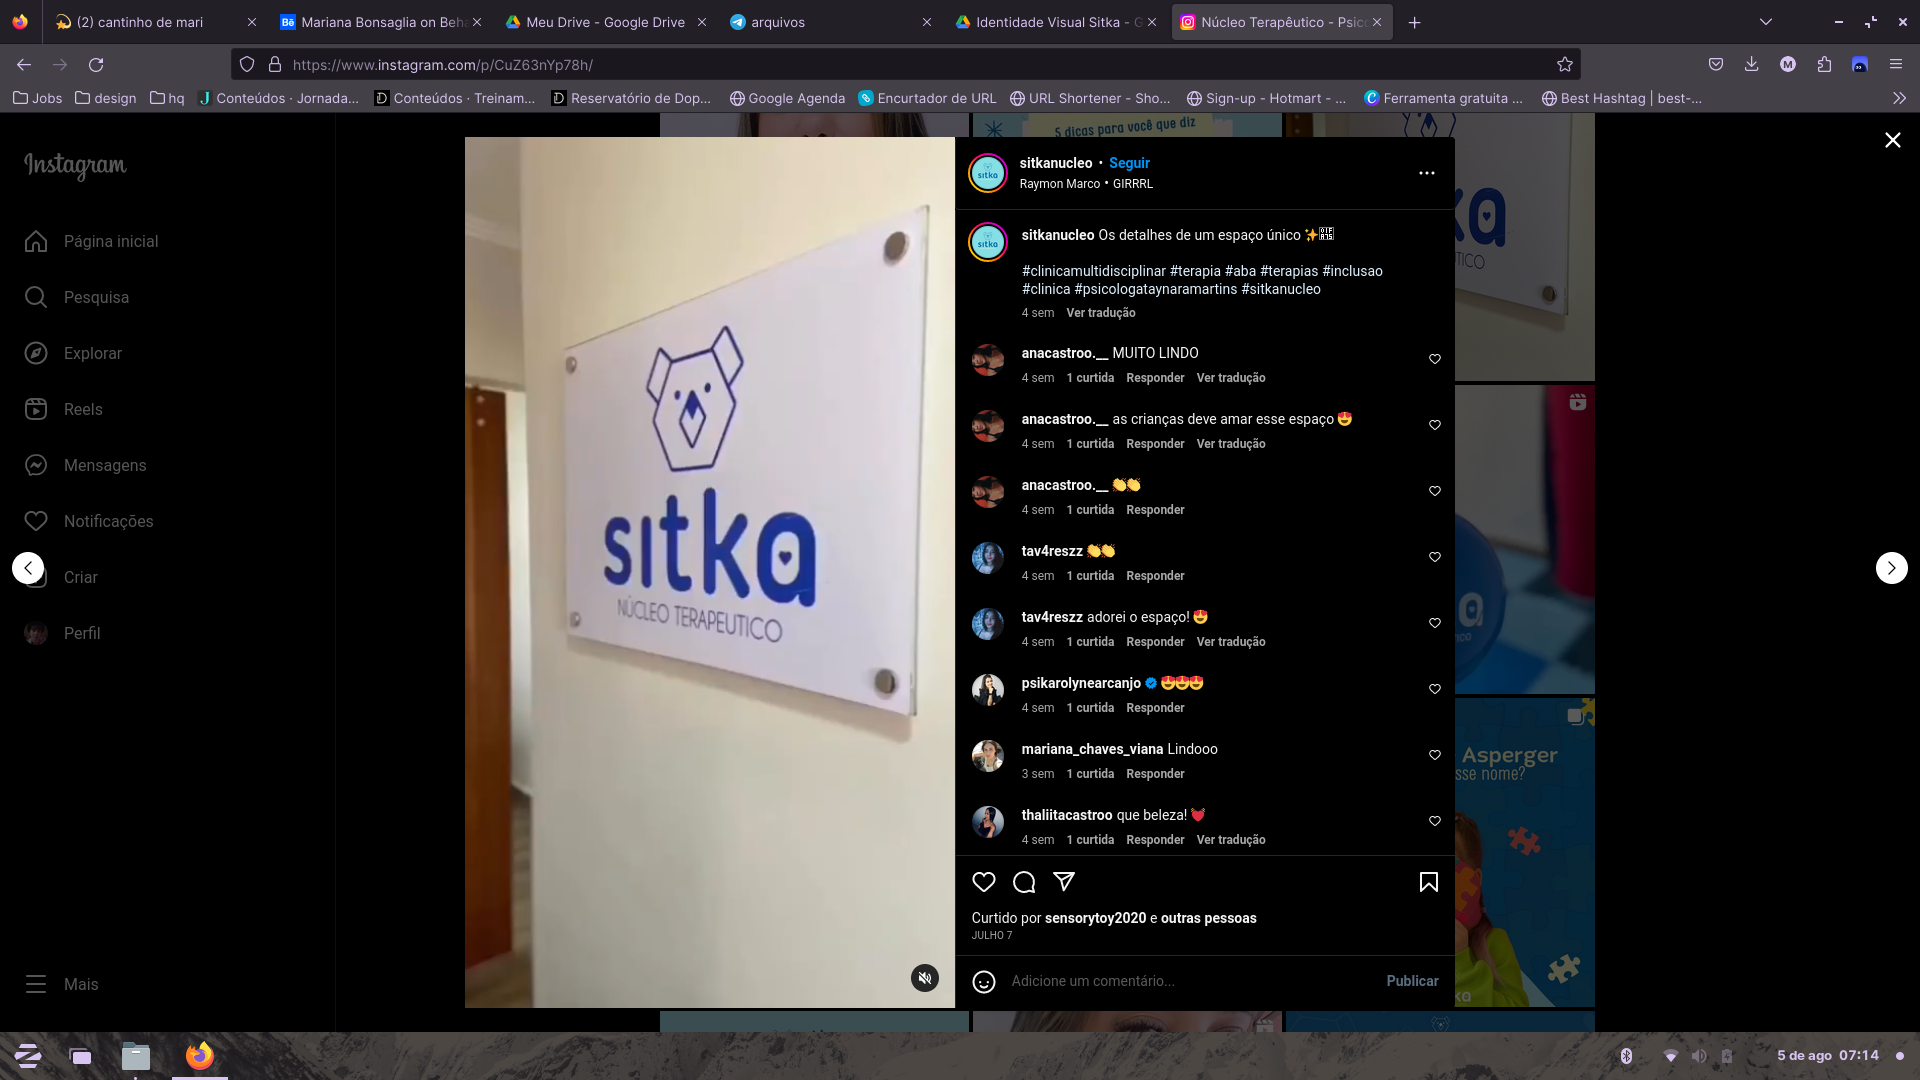 (2) cantinho de mari
Mariana Bonsaglia on Beh
Meu Drive - Google Drive
arquivos
Identidade Visual Sitka - G
Núcleo Terapêutico - Psic
https://www.instagram.com/p/CuZ63nYp78h/
Jobs
design
hq
Conteúdos · Jornada...
Conteúdos · Treinam...
Reservatório de Dop...
Google Agenda
Encurtador de URL
URL Shortener - Sho...
Sign-up - Hotmart - ...
Ferramenta gratuita ...
Best Hashtag | best-...
Instagram
Página inicial
Pesquisa
Explorar
Reels
Mensagens
Notificações
Criar
Perfil
Mais
5 dicas para você que diz
sitka
NÚCLEO TERAPEUTICO
sitka
sitkanucleo • Seguir
Raymon Marco • GIRRRL
sitka
sitkanucleo Os detalhes de um espaço único ✨
#clinicamultidisciplinar #terapia #aba #terapias #inclusao
#clinica #psicologataynaramartins #sitkanucleo
4 sem Ver tradução
anacastroo.__ MUITO LINDO
4 sem 1 curtida Responder Ver tradução
anacastroo.__ as crianças deve amar esse espaço 😍
4 sem 1 curtida Responder Ver tradução
anacastroo.__ 👏👏
4 sem 1 curtida Responder
tav4reszz 👏👏
4 sem 1 curtida Responder
tav4reszz adorei o espaço! 😍
4 sem 1 curtida Responder Ver tradução
psikarolynearcanjo 😍😍😍
4 sem 1 curtida Responder
mariana_chaves_viana Lindooo
3 sem 1 curtida Responder
thaliitacastroo que beleza! 💓
4 sem 1 curtida Responder Ver tradução
Curtido por sensorytoy2020 e outras pessoas
JULHO 7
Adicione um comentário...
Publicar
ka
ICO
Asperger
sse nome?
ka
5 de ago 07:14